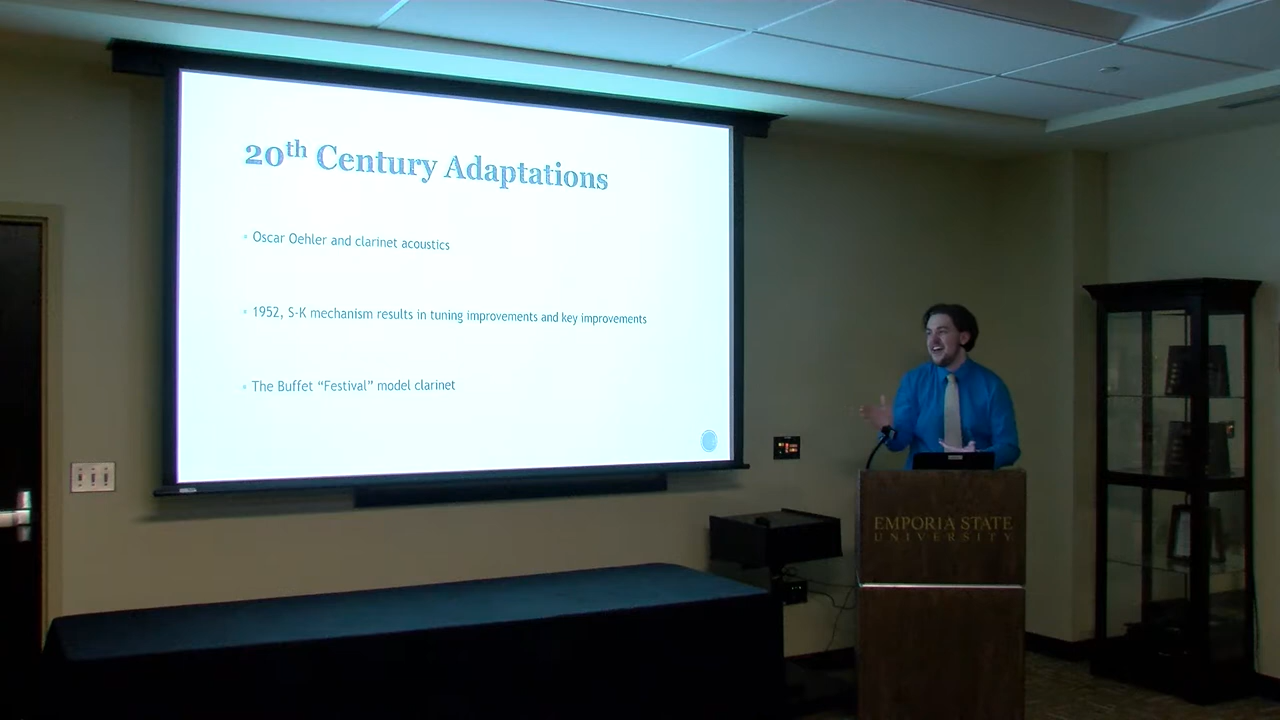 20th Century Adaptations
Oscar Oehler and clarinet acoustics
1952, S-K mechanism results in tuning improvements and key improvements
The Buffet “Festival” model clarinet
EMPORIA STATE
UNIVERSITY